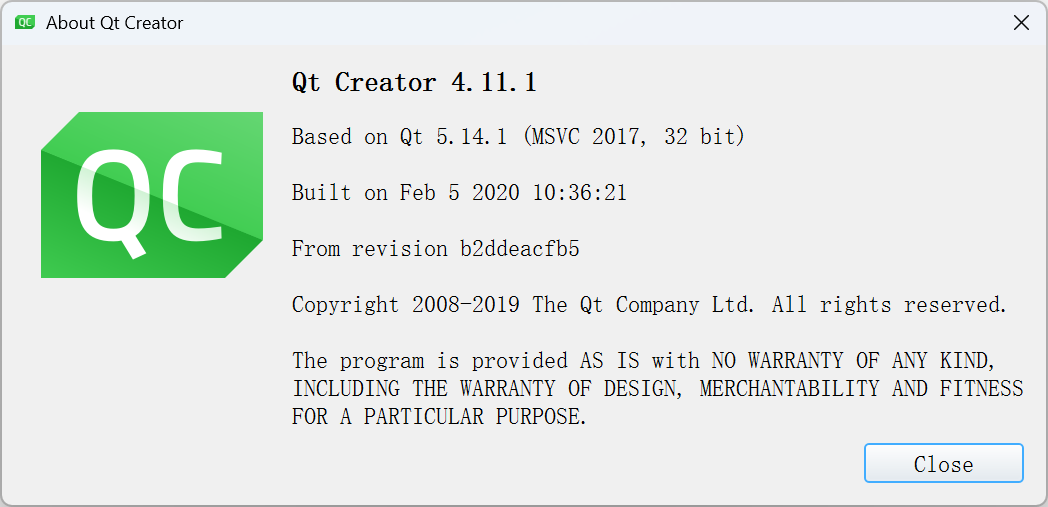 About Qt Creator
QC
Qt Creator 4.11.1
Based on Qt 5.14.1 (MSVC 2017, 32 bit)
Built on Feb 5 2020 10:36:21
From revision b2ddeacfb5
Copyright 2008-2019 The Qt Company Ltd. All rights reserved.
The program is provided AS IS with NO WARRANTY OF ANY KIND,
INCLUDING THE WARRANTY OF DESIGN, MERCHANTABILITY AND FITNESS
FOR A PARTICULAR PURPOSE.
Close